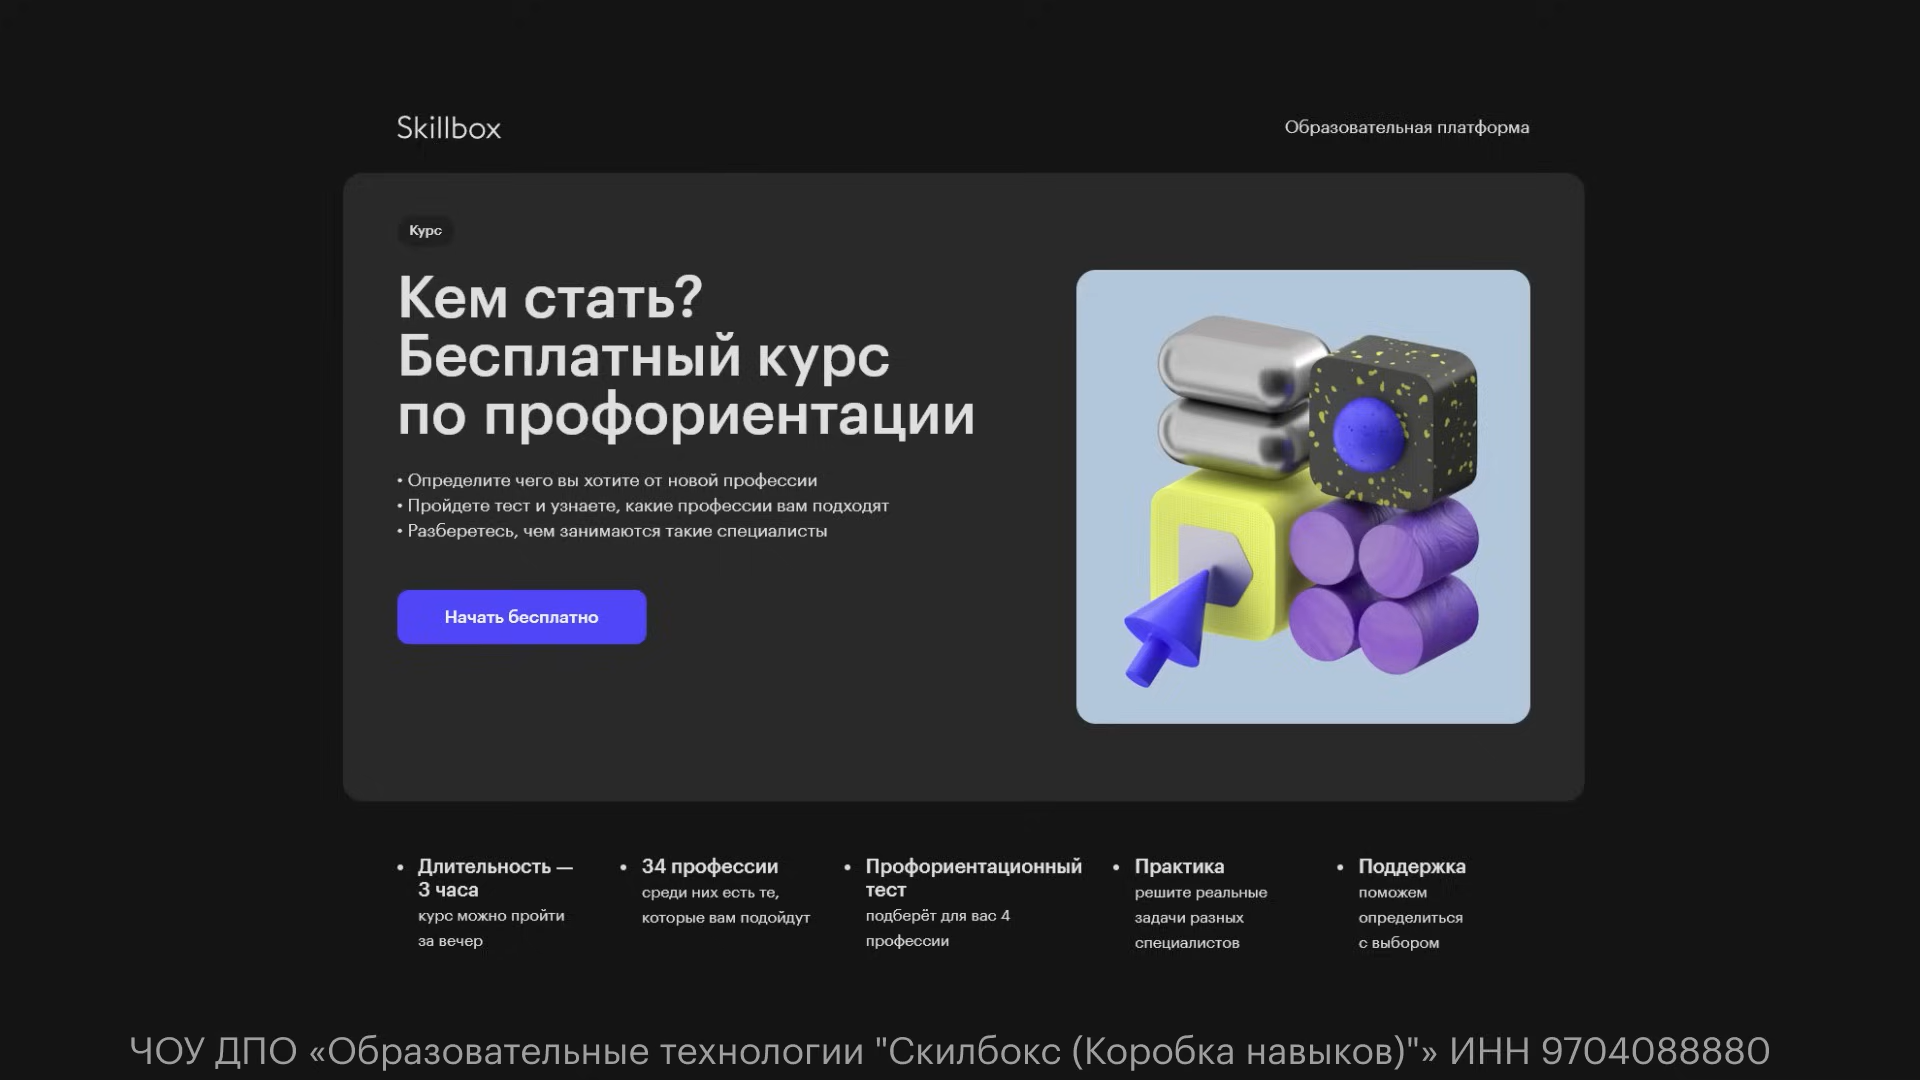 Skillbox
Образовательная платформа
Курс
Кем стать?
Бесплатный курс
по профориентации
• Определите чего вы хотите от новой профессии
• Пройдете тест и узнаете, какие профессии вам подходят
• Разберетесь, чем занимаются такие специалисты
Начать бесплатно
• Длительность —
3 часа
курс можно пройти
за вечер
• 34 профессии
среди них есть те,
которые вам подойдут
• Профориентационный
тест
подберёт для вас 4
профессии
• Практика
решите реальные
задачи разных
специалистов
• Поддержка
поможем
определиться
с выбором
ЧОУ ДПО «Образовательные технологии "Скилбокс (Коробка навыков)"» ИНН 9704088880